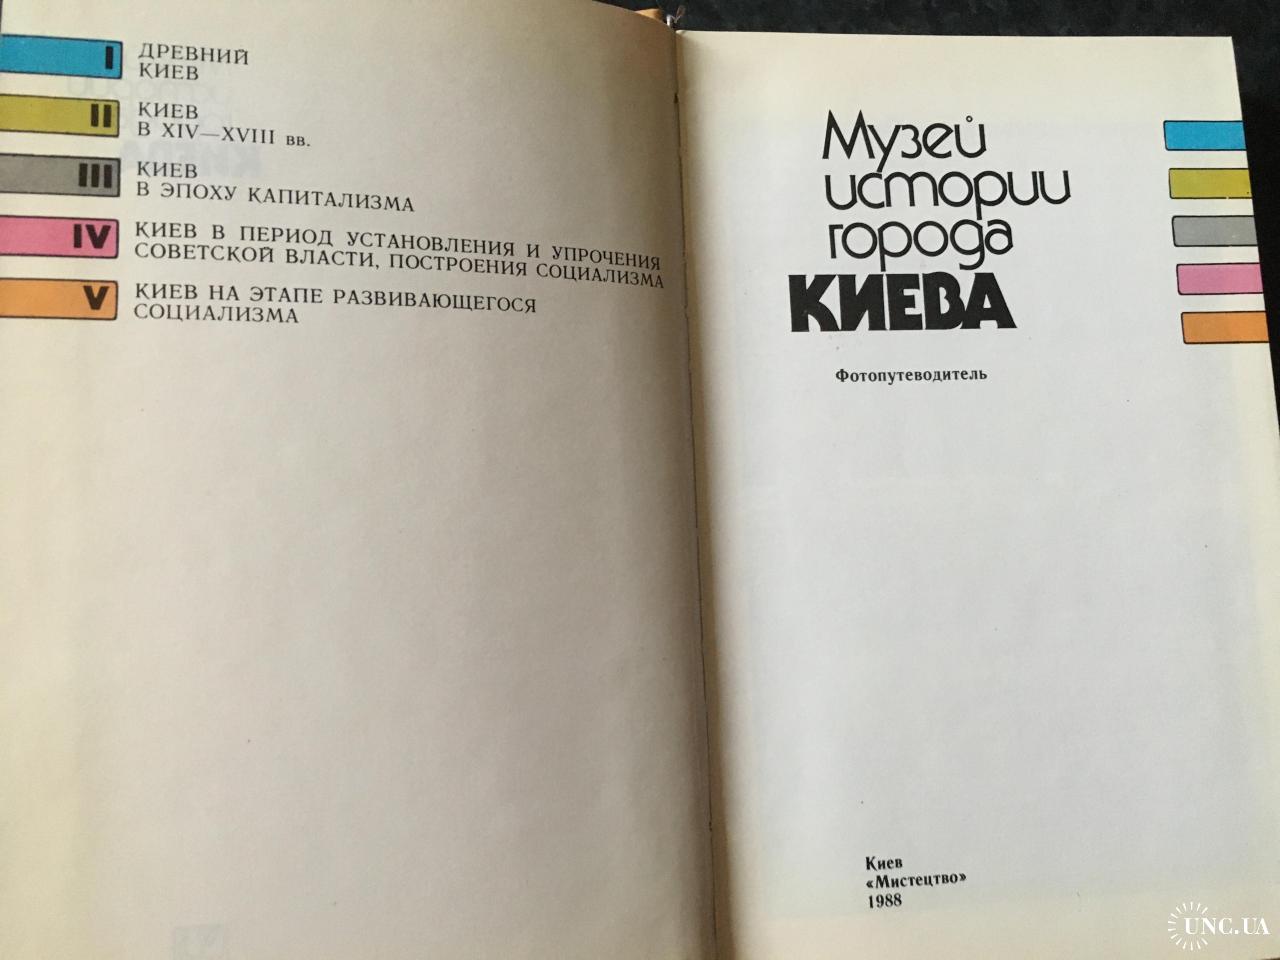 I
ДРЕВНИЙ
КИЕВ
II
КИЕВ
В XIV—XVIII вв.
III
КИЕВ
В ЭПОХУ КАПИТАЛИЗМА
IV
КИЕВ В ПЕРИОД УСТАНОВЛЕНИЯ И УПРОЧЕНИЯ
СОВЕТСКОЙ ВЛАСТИ, ПОСТРОЕНИЯ СОЦИАЛИЗМА
V
КИЕВ НА ЭТАПЕ РАЗВИВАЮЩЕГОСЯ
СОЦИАЛИЗМА
Музей
истории
города
КИЕВА
Фотопутеводитель
Киев
«Мистецтво»
1988
UNC.UA